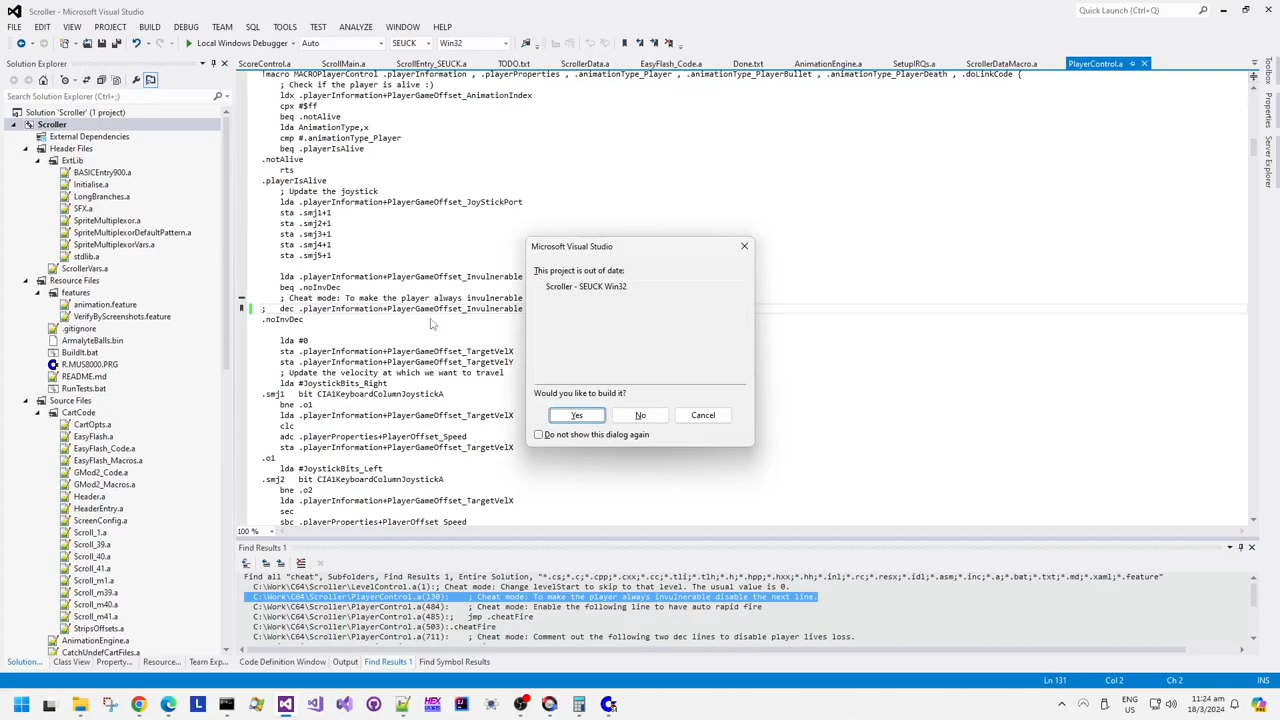 Scroller - Microsoft Visual Studio
Quick Launch (Ctrl+Q)
FILE EDIT VIEW PROJECT BUILD DEBUG TEAM SQL TOOLS TEST ANALYZE WINDOW HELP
Local Windows Debugger Auto SEUCK Win32
Solution Explorer
ScoreControl.a ScrollMain.a ScrollEntry_SEUCK.a TODO.txt ScrollerData.a EasyFlash_Code.a Done.txt AnimationEngine.a SetupIRQs.a ScrollerDataMacro.a PlayerControl.a
Search Solution Explorer (Ctrl+;)
Solution 'Scroller' (1 project)
Scroller
External Dependencies
Header Files
ExtLib
BASICEntry900.a
Initialise.a
LongBranches.a
SFX.a
SpriteMultiplexor.a
SpriteMultiplexorDefaultPattern.a
SpriteMultiplexorVars.a
stdlib.a
ScrollerVars.a
Resource Files
features
animation.feature
VerifyByScreenshots.feature
.gitignore
ArmalyteBalls.bin
BuildIt.bat
R.MUS8000.PRG
README.md
RunTests.bat
Source Files
CartCode
CartOpts.a
EasyFlash.a
EasyFlash_Code.a
EasyFlash_Macros.a
GMod2_Code.a
GMod2_Macros.a
Header.a
HeaderEntry.a
ScreenConfig.a
Scroll_1.a
Scroll_39.a
Scroll_40.a
Scroll_41.a
Scroll_m1.a
Scroll_m39.a
Scroll_m40.a
Scroll_m41.a
StripsOffsets.a
AnimationEngine.a
CatchUndefCartFiles.a
Solution... Class View Property... Resource... Team Exp...
!macro MACROPlayerControl .playerInformation , .playerProperties , .animationType_Player , .animationType_PlayerBullet , .animationType_PlayerDeath , .doLinkCode {
; Check if the player is alive :)
ldx .playerInformation+PlayerGameOffset_AnimationIndex
cpx #$ff
beq .notAlive
lda AnimationType,x
cmp #.animationType_Player
beq .playerIsAlive
.notAlive
rts
.playerIsAlive
; Update the joystick
lda .playerInformation+PlayerGameOffset_JoyStickPort
sta .smj1+1
sta .smj2+1
sta .smj3+1
sta .smj4+1
sta .smj5+1
lda .playerInformation+PlayerGameOffset_Invulnerable
beq .noInvDec
; Cheat mode: To make the player always invulnerable
; dec .playerInformation+PlayerGameOffset_Invulnerable
.noInvDec
lda #0
sta .playerInformation+PlayerGameOffset_TargetVelX
sta .playerInformation+PlayerGameOffset_TargetVelY
; Update the velocity at which we want to travel
lda #JoystickBits_Right
.smj1 bit CIA1KeyboardColumnJoystickA
bne .o1
lda .playerInformation+PlayerGameOffset_TargetVelX
clc
adc .playerProperties+PlayerOffset_Speed
sta .playerInformation+PlayerGameOffset_TargetVelX
.o1
lda #JoystickBits_Left
.smj2 bit CIA1KeyboardColumnJoystickA
bne .o2
lda .playerInformation+PlayerGameOffset_TargetVelX
sec
sbc .playerProperties+PlayerOffset_Speed
100 %
Microsoft Visual Studio
This project is out of date:
Scroller - SEUCK Win32
Would you like to build it?
Yes No Cancel
Do not show this dialog again
Toolbox
Properties
Server Explorer
Find Results 1
Find all "cheat", Subfolders, Find Results 1, Entire Solution, "*.cs;*.c;*.cpp;*.cxx;*.cc;*.tli;*.tlh;*.h;*.hpp;*.hxx;*.hh;*.inl;*.rc;*.resx;*.idl;*.asm;*.inc;*.a;*.bat;*.txt;*.md;*.xaml;*.feature"
C:\Work\C64\Scroller\LevelControl.a(1):; Cheat mode: Change levelStart to skip to that level. The usual value is 0.
C:\Work\C64\Scroller\PlayerControl.a(130): ; Cheat mode: To make the player always invulnerable disable the next line.
C:\Work\C64\Scroller\PlayerControl.a(484): ; Cheat mode: Enable the following line to have auto rapid fire
C:\Work\C64\Scroller\PlayerControl.a(485):; jmp .cheatFire
C:\Work\C64\Scroller\PlayerControl.a(503):.cheatFire
C:\Work\C64\Scroller\PlayerControl.a(711): ; Cheat mode: Comment out the following two dec lines to disable player lives loss.
Code Definition Window Output Find Results 1 Find Symbol Results
Ln 131 Col 2 Ch 2 INS
ENG
US
11:24 am
18/3/2024